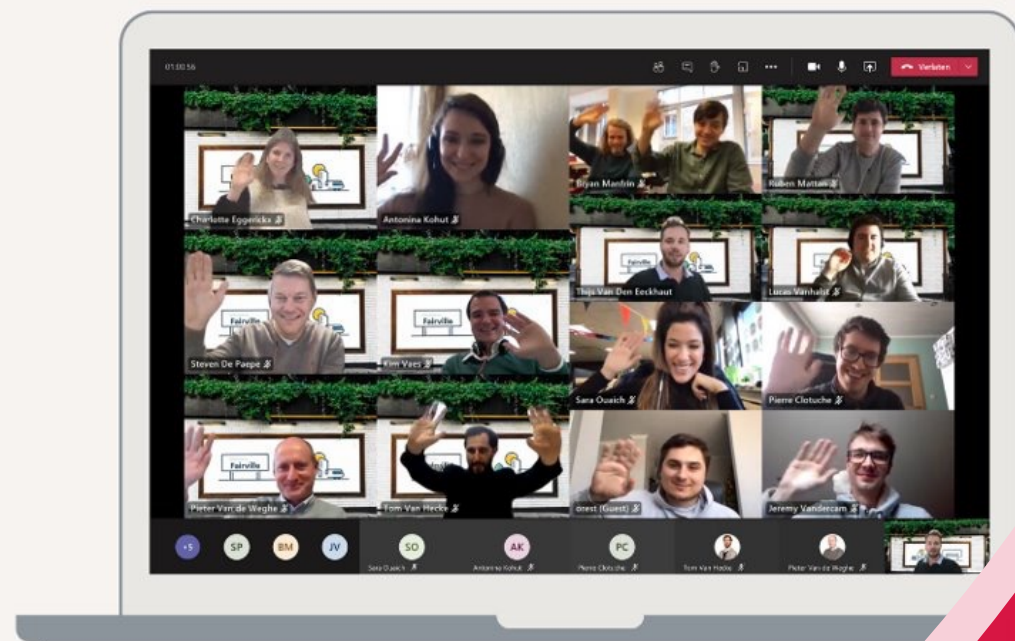 01:00:56
Verlaten
Charlotte Eggerickx
Antonina Kohut
Bryan Manfrin
Ruben Mattan
Thijs Van Den Eeckhaut
Lucas Vanhalst
Fairville
Fairville
Fairville
Steven De Paepe
Kim Vaes
Sara Ouaich
Pierre Clotuche
Fairville
Pieter Van de Weghe
Tom Van Hecke
orest (Guest)
Jeremy Vandercam
+5
SP
BM
JV
SO
AK
PC
Sara Ouaich
Antonina Kohut
Pierre Clotuche
Tom Van Hecke
Pieter Van de Weghe